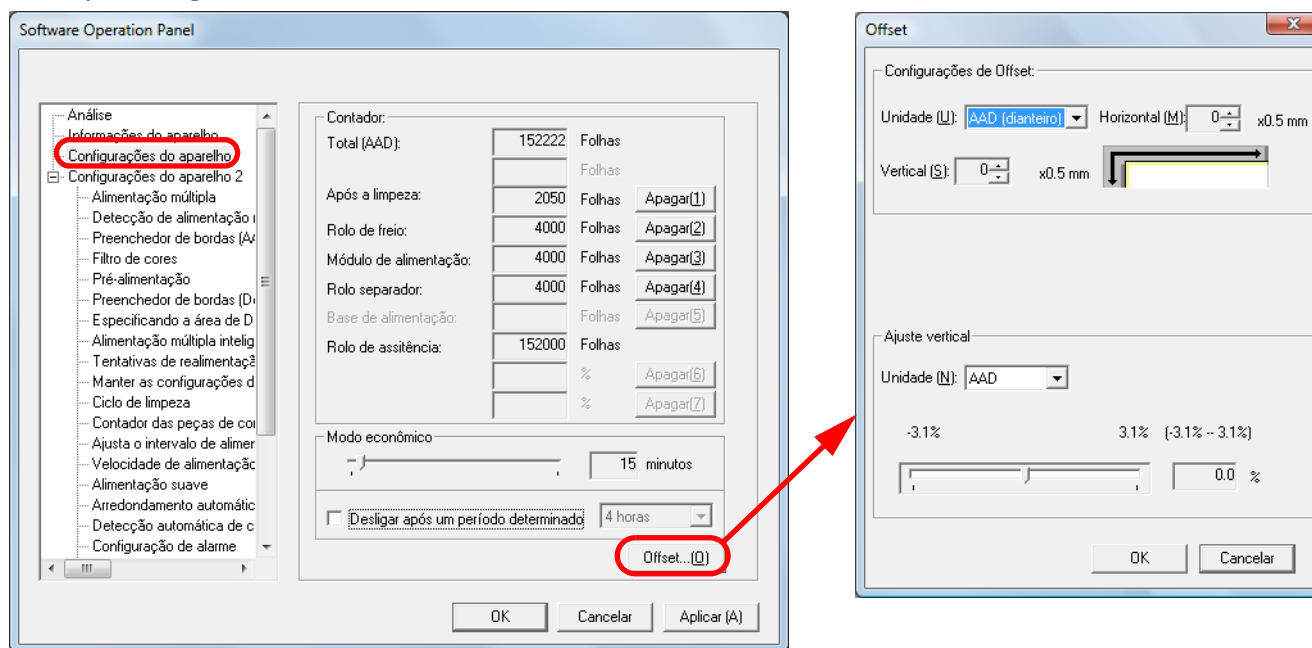 Software Operation Panel
Análise
Informações do aparelho
Configurações do aparelho
Configurações do aparelho 2
Alimentação múltipla
Detecção de alimentação
Preenchedor de bordas
Filtro de cores
Pré-alimentação
Preenchedor de bordas
Especificando a área de D
Alimentação múltipla intelig
Tentativas de realimentaçã
Manter as configurações d
Ciclo de limpeza
Contador das peças de
Ajusta o intervalo de alimer
Velocidade de alimentação
Alimentação suave
Arredondamento automátic
Detecção automática de c
Configuração de alarme
Contador:
Total (AAD): 152222 Folhas
Folhas
Após a limpeza: 2050 Folhas Apagar(1)
Rolo de freio: 4000 Folhas Apagar(2)
Módulo de alimentação: 4000 Folhas Apagar(3)
Rolo separador: 4000 Folhas Apagar(4)
Base de alimentação: Folhas Apagar(5)
Rolo de assitência: 152000 Folhas
% Apagar(6)
% Apagar(7)
Modo econômico
15 minutos
Desligar após um período determinado 4 horas
Offset...(O)
OK Cancelar Aplicar (A)
Offset
X
Configurações de Offset:
Unidade (U): AAD (dianteiro) Horizontal (M): 0 x0.5 mm
Vertical (S): 0 x0.5 mm
Ajuste vertical
Unidade (N): AAD
-3.1% 3.1% (-3.1% -- 3.1%)
0.0 %
OK Cancelar